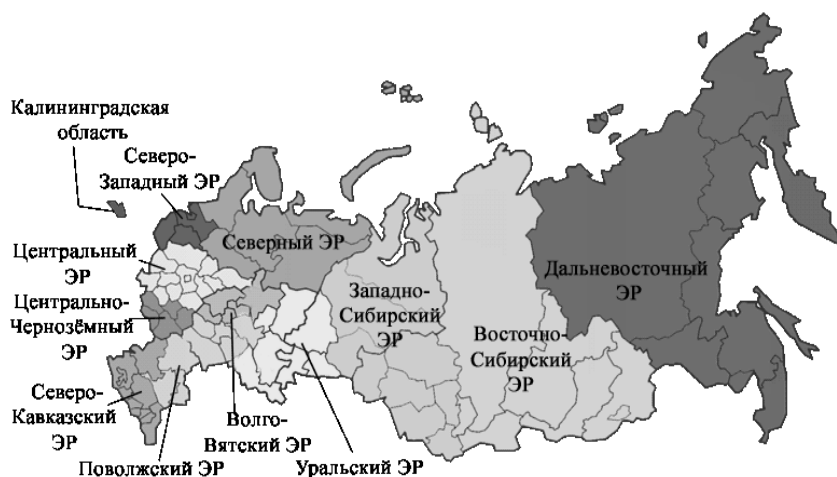 Калининградская
область
Северо-
Западный ЭР
Северный ЭР
Центральный
ЭР
Центрально-
Чернозёмный
ЭР
Северо-
Кавказский
ЭР
Поволжский ЭР
Волго-
Вятский ЭР
Уральский ЭР
Западно-
Сибирский
ЭР
Восточно-
Сибирский
ЭР
Дальневосточный
ЭР